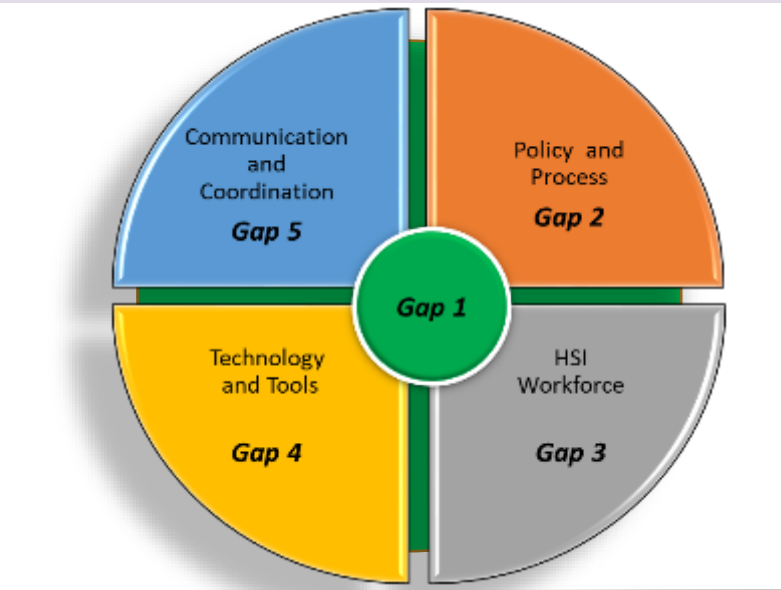 Communication
and
Coordination
Gap 5
Policy and
Process
Gap 2
Gap 1
Technology
and Tools
Gap 4
HSI
Workforce
Gap 3